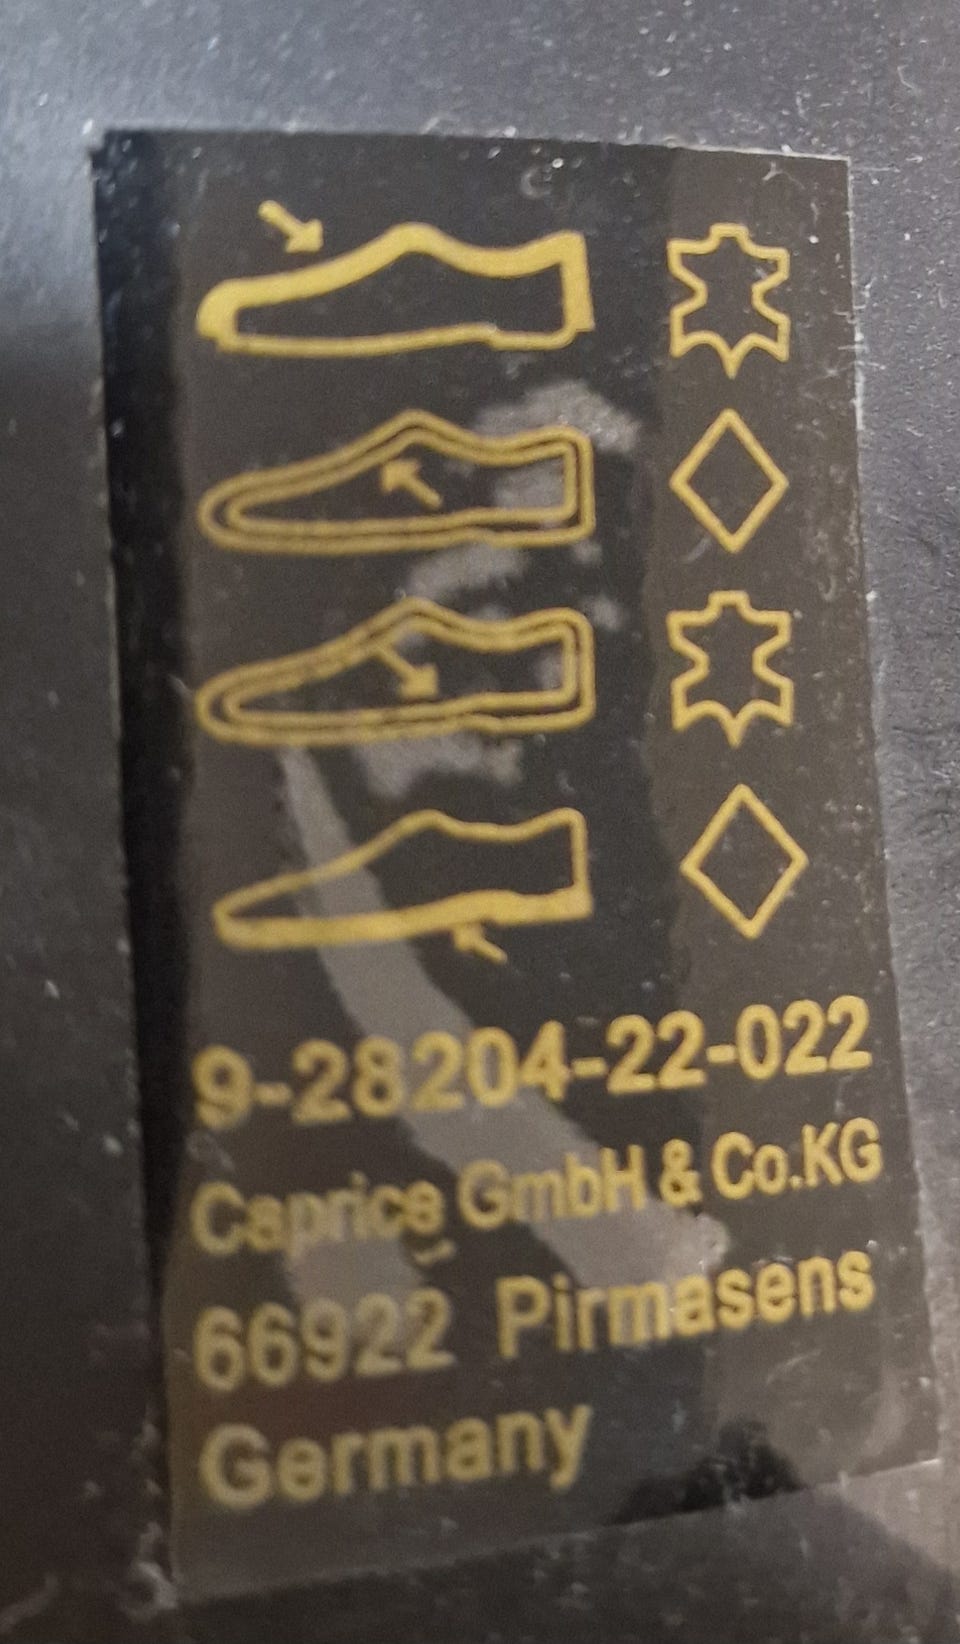 9-28204-22-022
Caprice GmbH & Co.KG
66922 Pirmasens
Germany